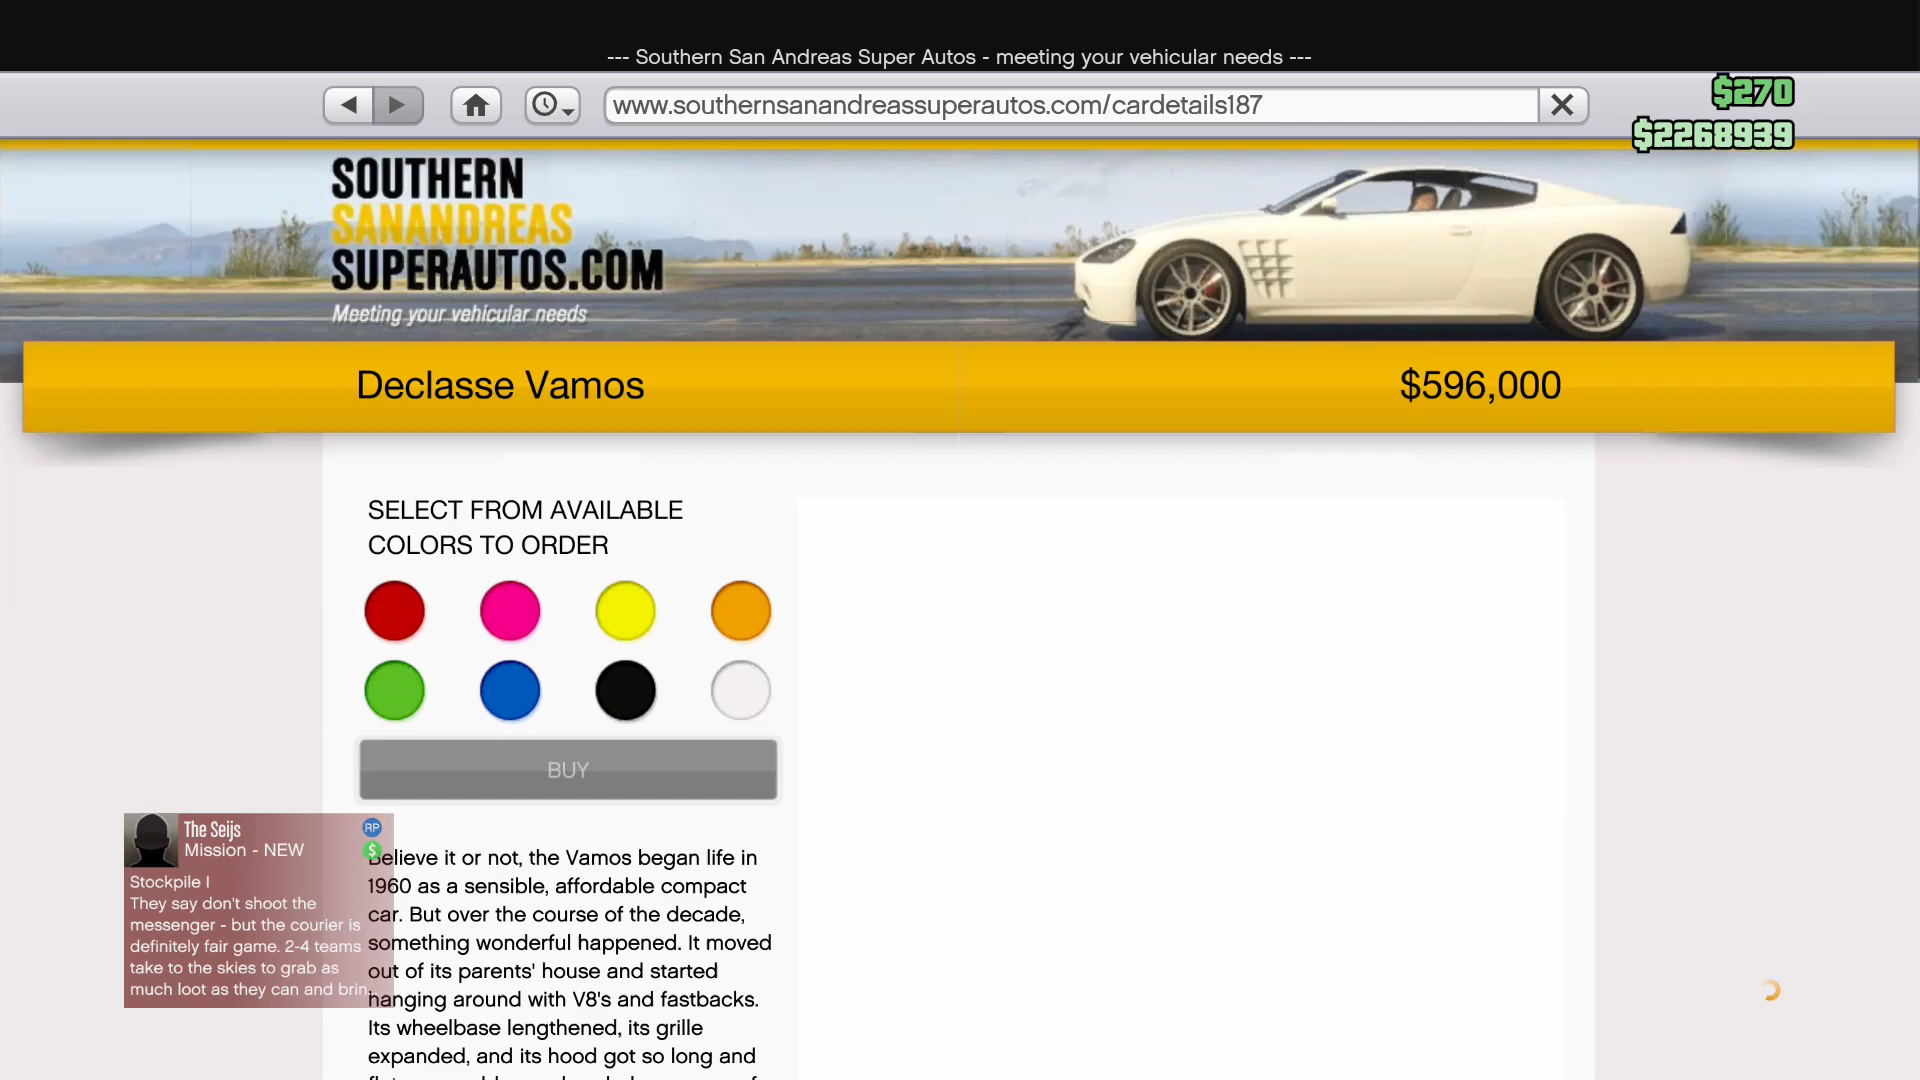 --- Southern San Andreas Super Autos - meeting your vehicular needs ---
www.southernsanandreassuperautos.com/cardetails187
$270
$2268939
SOUTHERN
SANANDREAS
SUPERAUTOS.COM
Meeting your vehicular needs
Declasse Vamos
$596,000
SELECT FROM AVAILABLE
COLORS TO ORDER
BUY
The Seijs
Mission - NEW
RP
$
Stockpile I
They say don't shoot the
messenger - but the courier is
definitely fair game. 2-4 teams
take to the skies to grab as
much loot as they can and brin
Believe it or not, the Vamos began life in
1960 as a sensible, affordable compact
car. But over the course of the decade,
something wonderful happened. It moved
out of its parents' house and started
hanging around with V8's and fastbacks.
Its wheelbase lengthened, its grille
expanded, and its hood got so long and